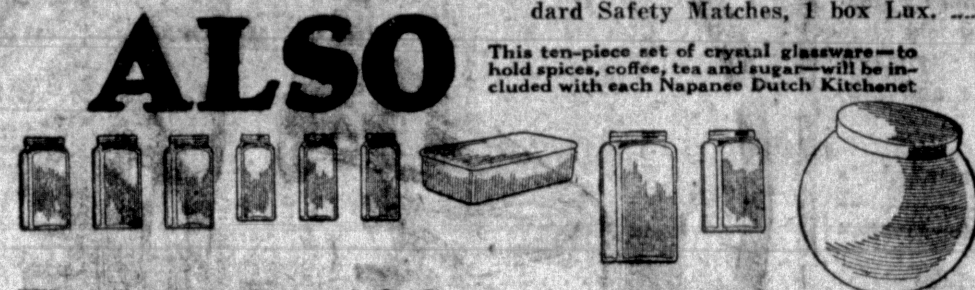 dard Safety Matches, 1 box Lux. ....
ALSO
This ten-piece set of crystal glassware—to
hold spices, coffee, tea and sugar—will be in-
cluded with each Napanee Dutch Kitchenet